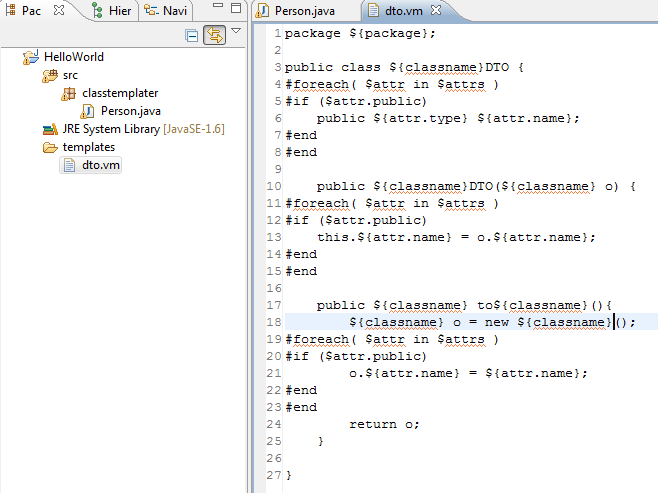 Pac Hier Navi
HelloWorld
src
classtemplater
Person.java
JRE System Library [JavaSE-1.6]
templates
dto.vm
Person.java dto.vm
1 package ${package};
2
3 public class ${classname}DTO {
4 #foreach( $attr in $attrs )
5 #if ($attr.public)
6     public ${attr.type} ${attr.name};
7 #end
8 #end
9
10     public ${classname}DTO(${classname} o) {
11 #foreach( $attr in $attrs )
12 #if ($attr.public)
13     this.${attr.name} = o.${attr.name};
14 #end
15 #end
16
17     public ${classname} to${classname}(){
18         ${classname} o = new ${classname}();
19 #foreach( $attr in $attrs )
20 #if ($attr.public)
21         o.${attr.name} = ${attr.name};
22 #end
23 #end
24         return o;
25     }
26
27 }